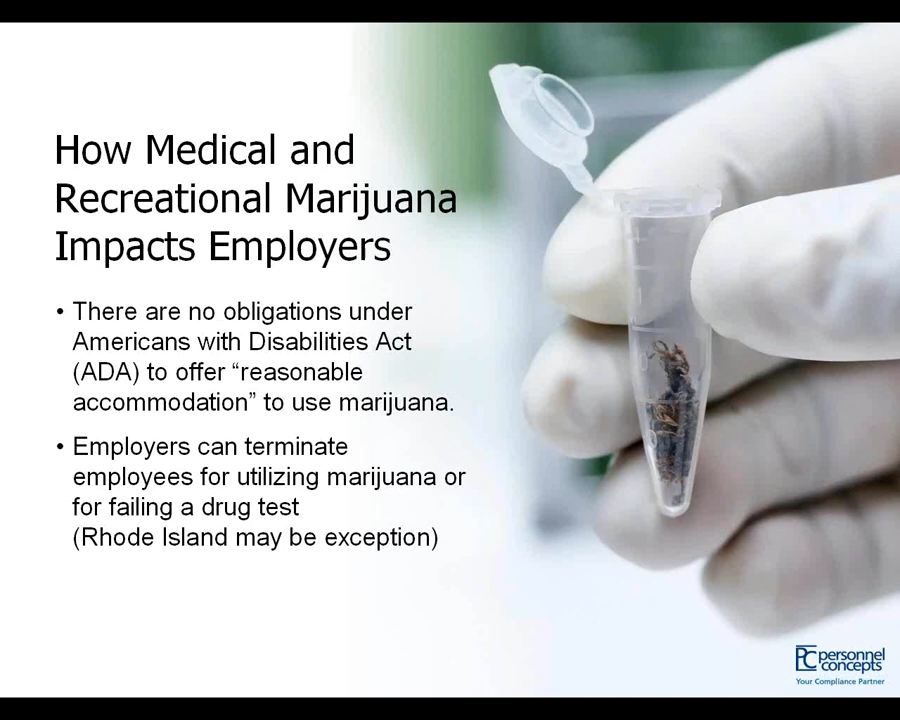 How Medical and
Recreational Marijuana
Impacts Employers
• There are no obligations under
Americans with Disabilities Act
(ADA) to offer “reasonable
accommodation” to use marijuana.
• Employers can terminate
employees for utilizing marijuana or
for failing a drug test
(Rhode Island may be exception)
PC personnel
concepts
Your Compliance Partner